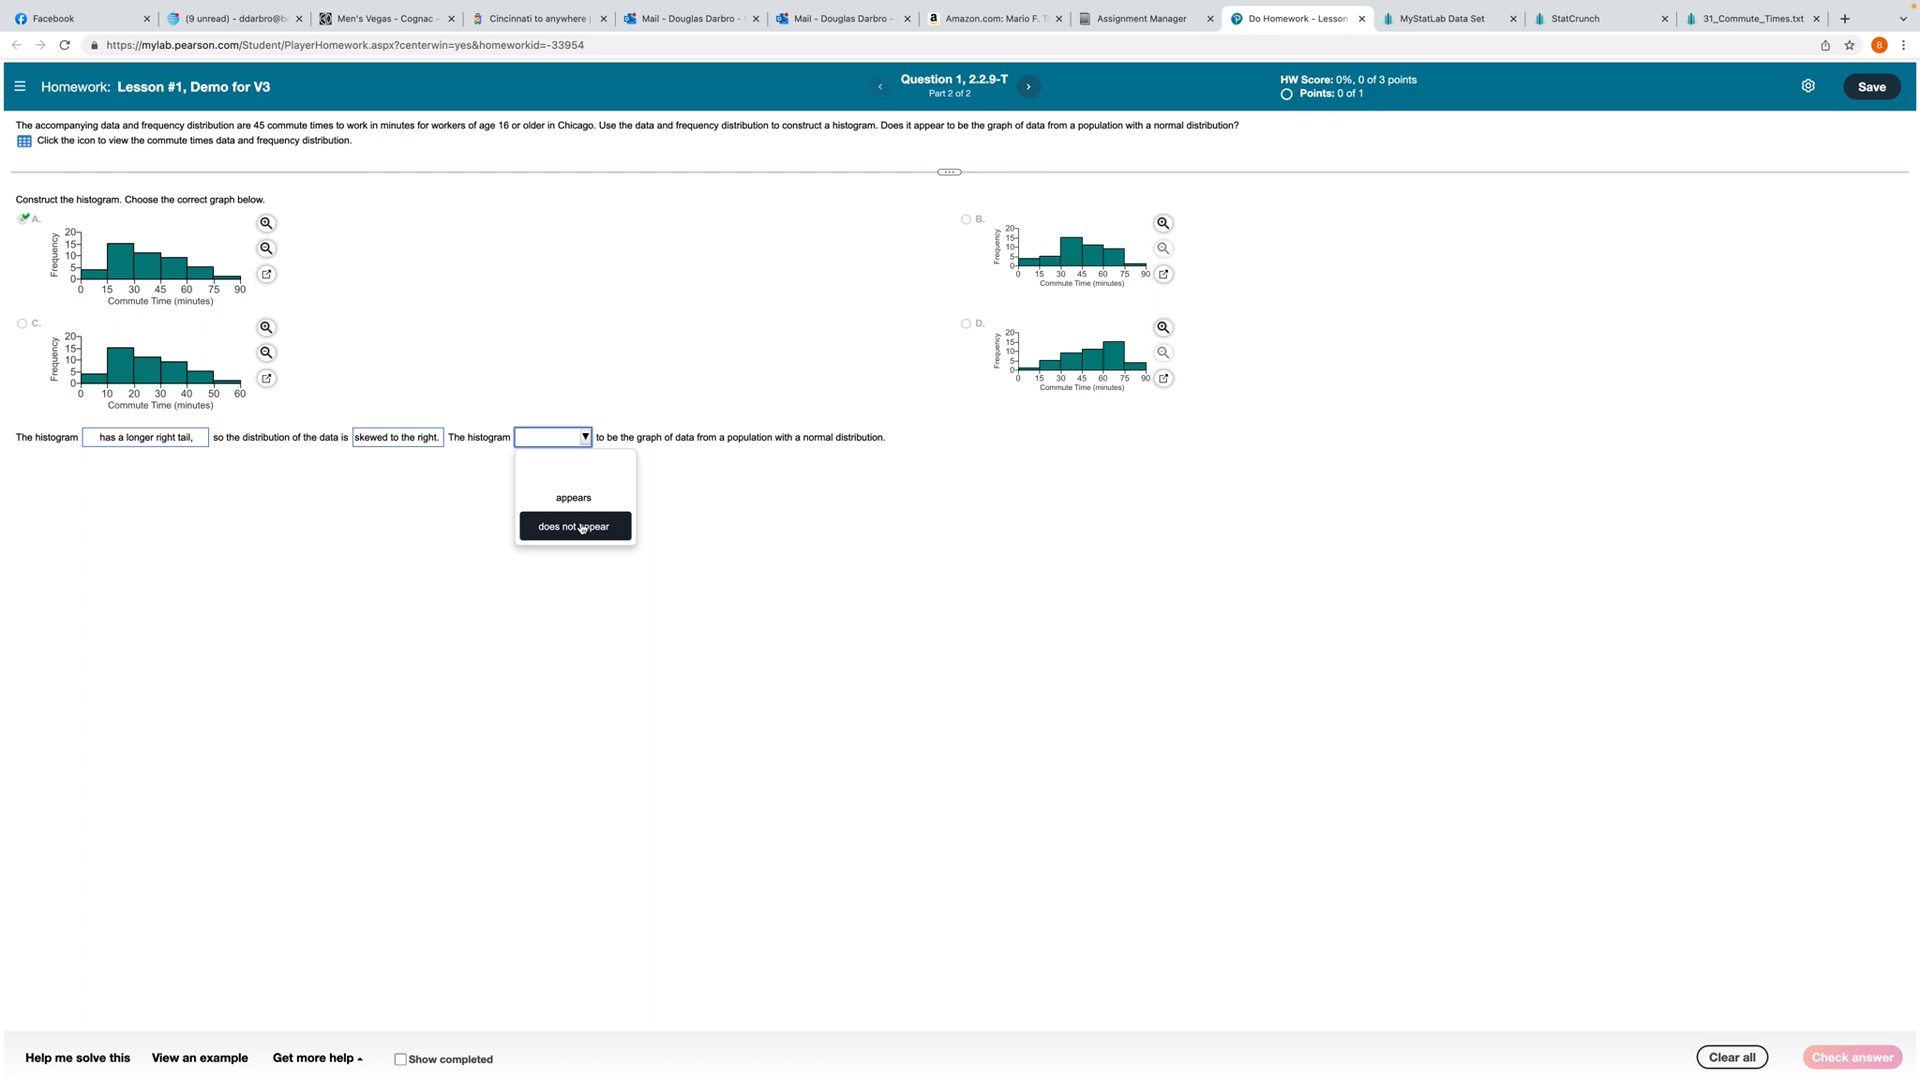 Facebook
(9 unread) - ddarbro@b
Men's Vegas - Cognac -
Cincinnati to anywhere
Mail - Douglas Darbro -
Mail - Douglas Darbro -
Amazon.com: Mario F. T
Assignment Manager
Do Homework - Lesson
MyStatLab Data Set
StatCrunch
31_Commute_Times.txt
https://mylab.pearson.com/Student/PlayerHomework.aspx?centerwin=yes&homeworkid=-33954
B
Homework: Lesson #1, Demo for V3
Question 1, 2.2.9-T
Part 2 of 2
HW Score: 0%, 0 of 3 points
Points: 0 of 1
Save
The accompanying data and frequency distribution are 45 commute times to work in minutes for workers of age 16 or older in Chicago. Use the data and frequency distribution to construct a histogram. Does it appear to be the graph of data from a population with a normal distribution?
Click the icon to view the commute times data and frequency distribution.
Construct the histogram. Choose the correct graph below.
A.
Frequency
20
15
10
5
0
0 15 30 45 60 75 90
Commute Time (minutes)
B.
Frequency
20
15
10
5
0
0 15 30 45 60 75 90
Commute Time (minutes)
C.
Frequency
20
15
10
5
0
0 10 20 30 40 50 60
Commute Time (minutes)
D.
Frequency
20
15
10
5
0
0 15 30 45 60 75 90
Commute Time (minutes)
The histogram has a longer right tail, so the distribution of the data is skewed to the right. The histogram to be the graph of data from a population with a normal distribution.
appears
does not appear
Help me solve this
View an example
Get more help
Show completed
Clear all
Check answer